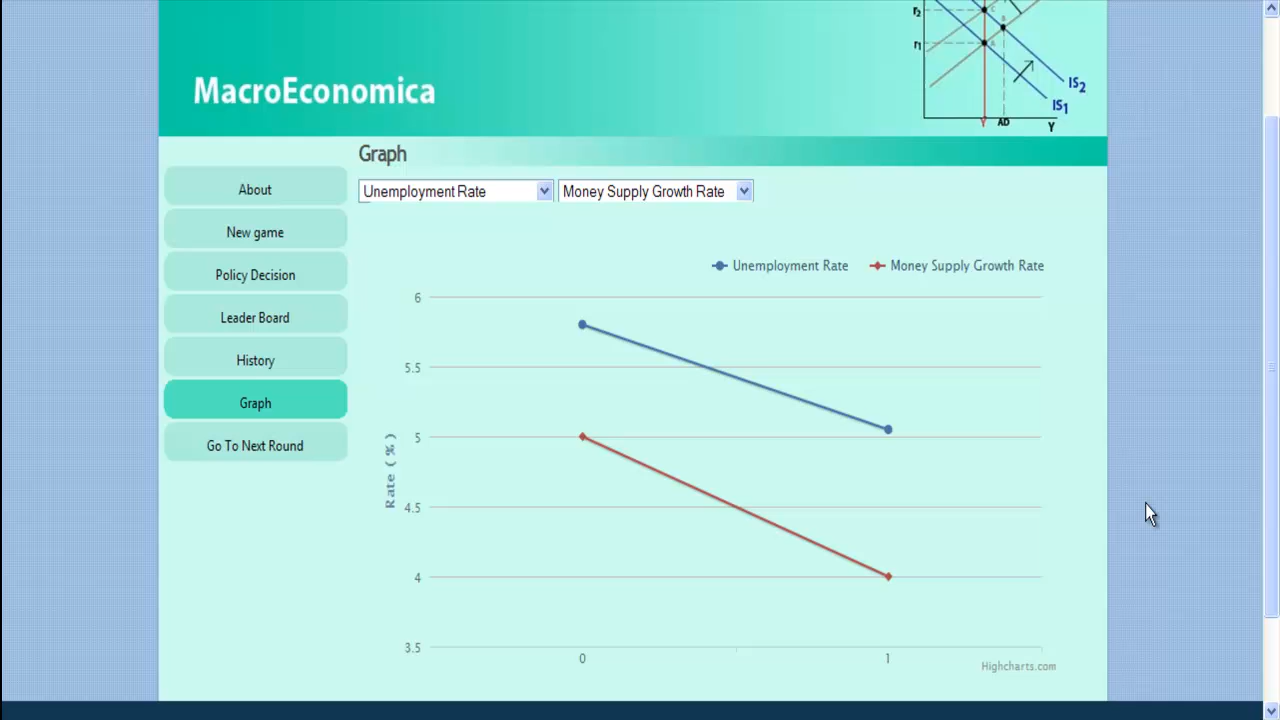 r2
C
B
r1
A
MacroEconomica
IS2
IS1
Y
AD
Y
Graph
About
Unemployment Rate
Money Supply Growth Rate
New game
Policy Decision
Leader Board
History
Graph
Go To Next Round
Unemployment Rate
Money Supply Growth Rate
6
5.5
5
4.5
4
3.5
Rate ( % )
0
1
Highcharts.com